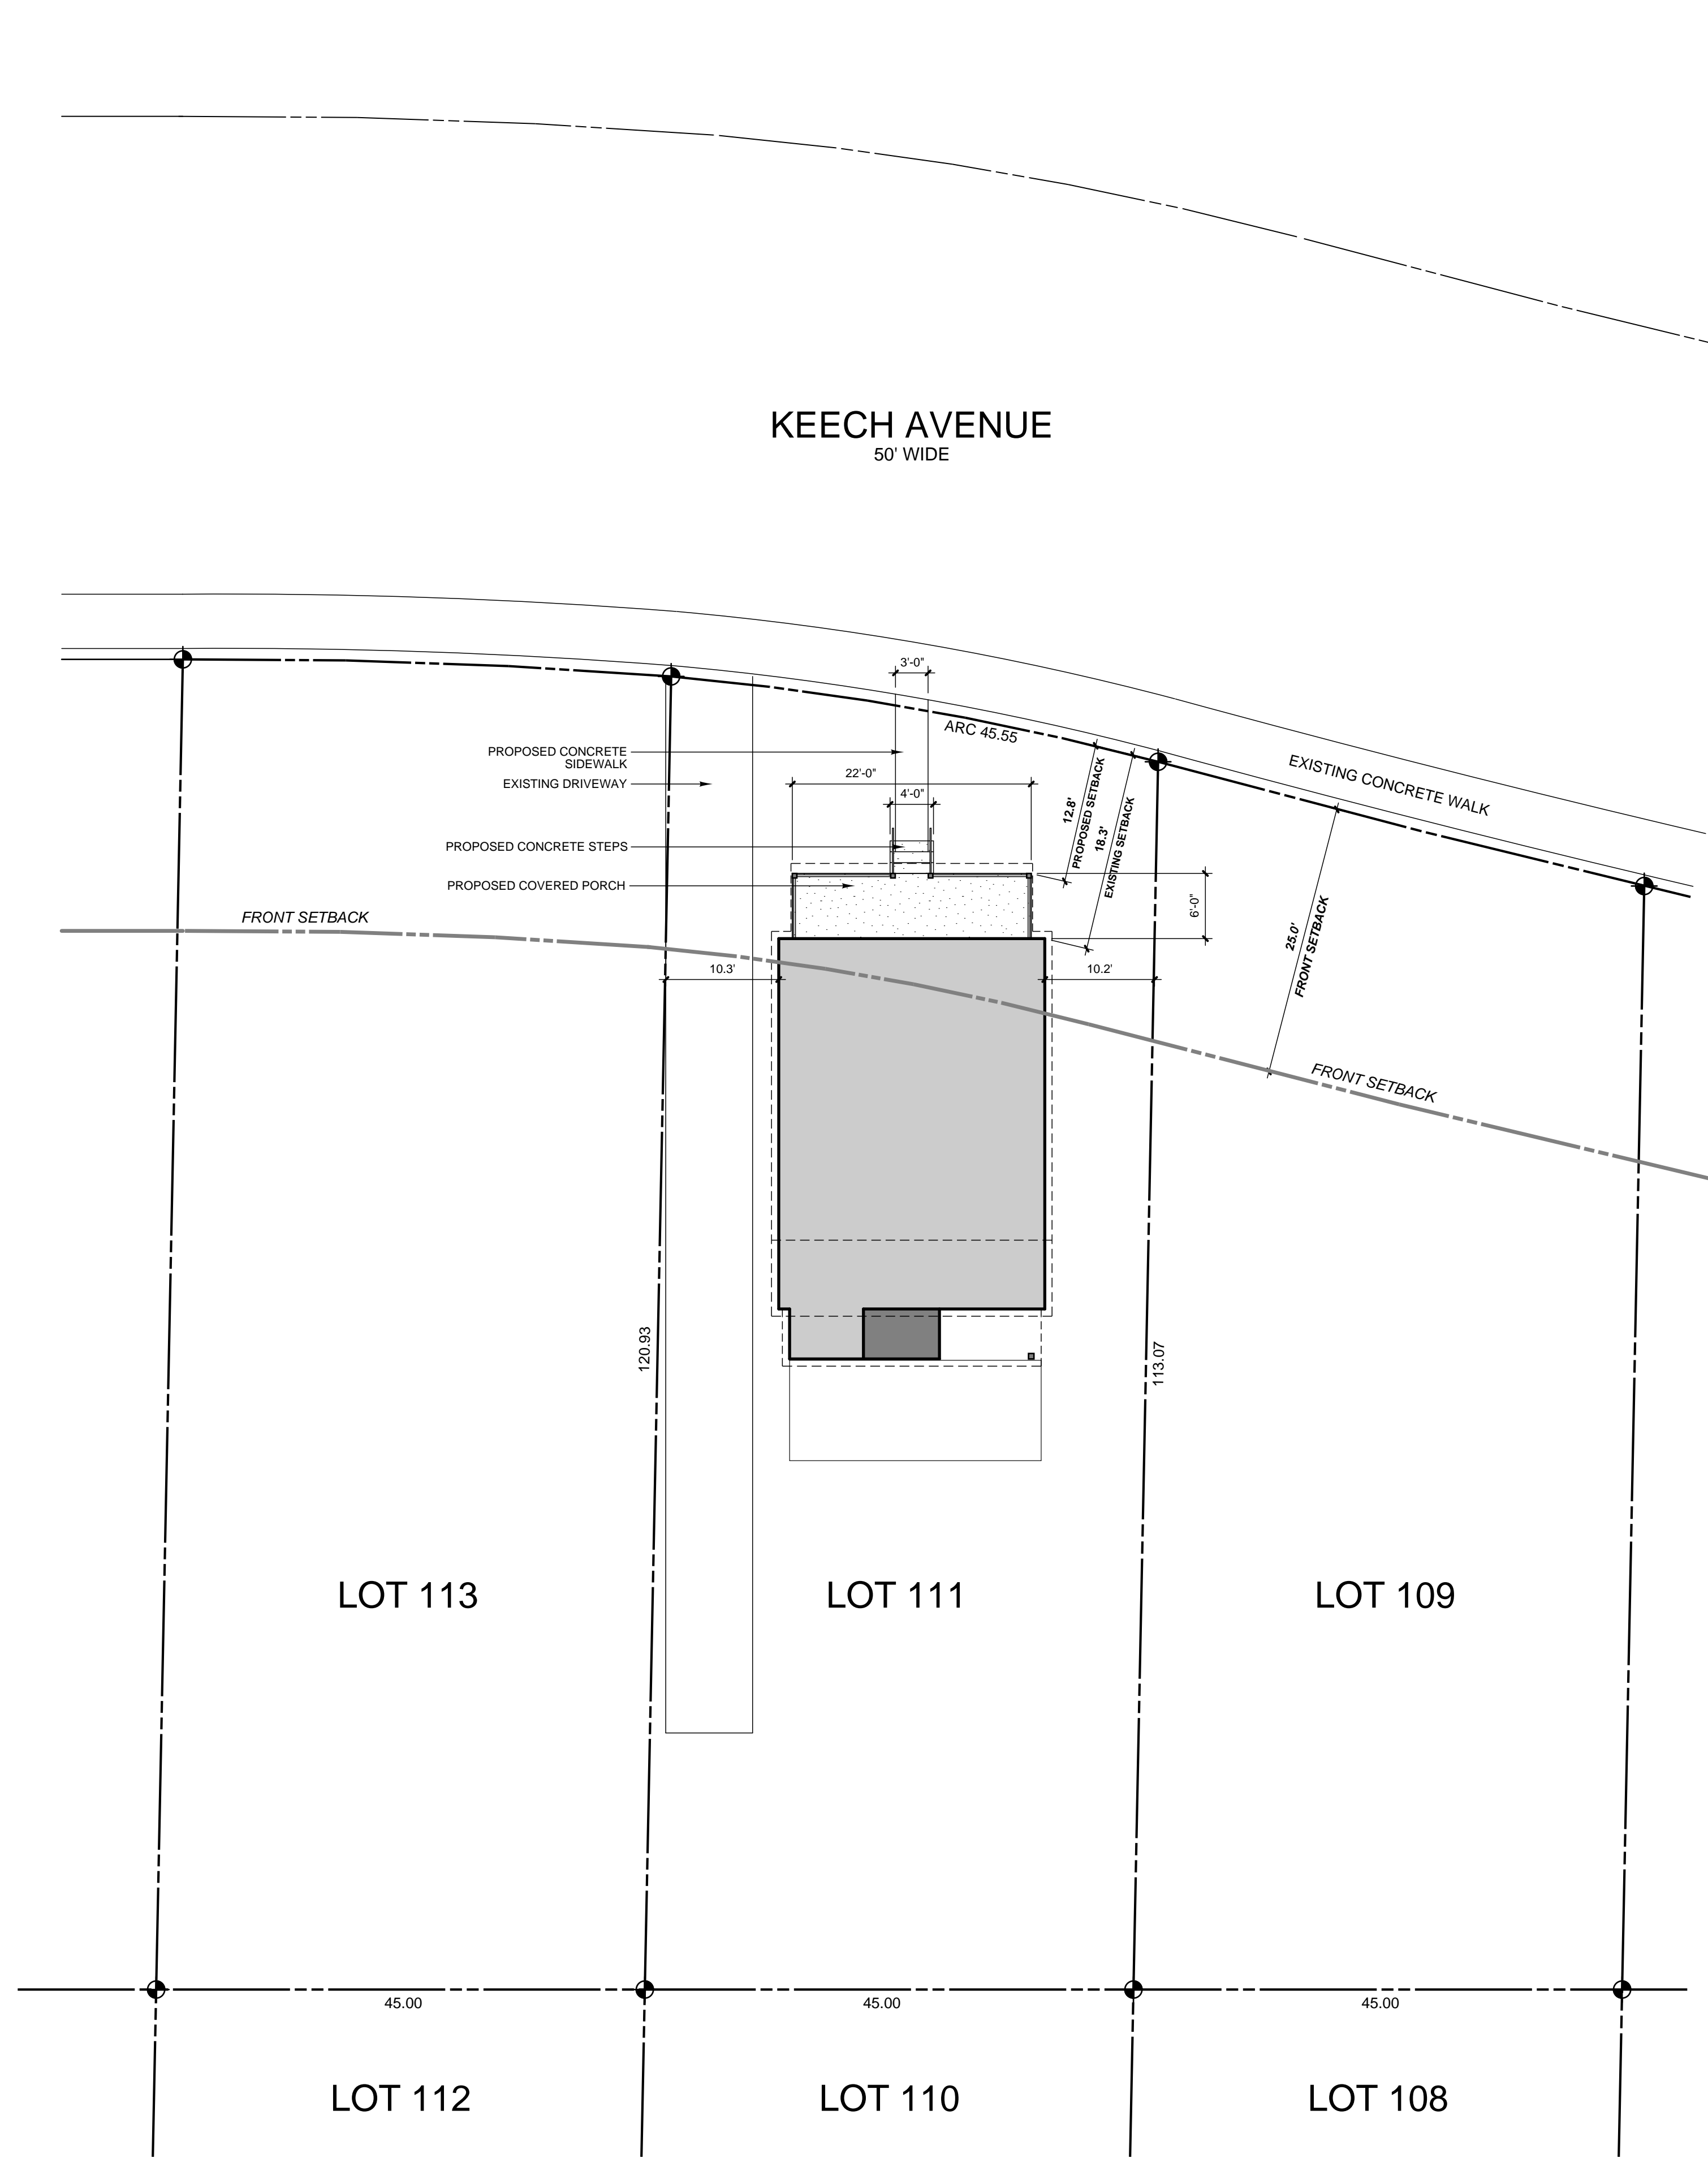 KEECH AVENUE
50' WIDE
3'-0"
ARC 45.55
PROPOSED CONCRETE
SIDEWALK
EXISTING DRIVEWAY
22'-0"
4'-0"
12.8'
PROPOSED SETBACK
18.3'
EXISTING SETBACK
EXISTING CONCRETE WALK
PROPOSED CONCRETE STEPS
PROPOSED COVERED PORCH
6'-0"
FRONT SETBACK
25.0'
FRONT SETBACK
10.3'
10.2'
FRONT SETBACK
120.93
113.07
LOT 113
LOT 111
LOT 109
45.00
45.00
45.00
LOT 112
LOT 110
LOT 108